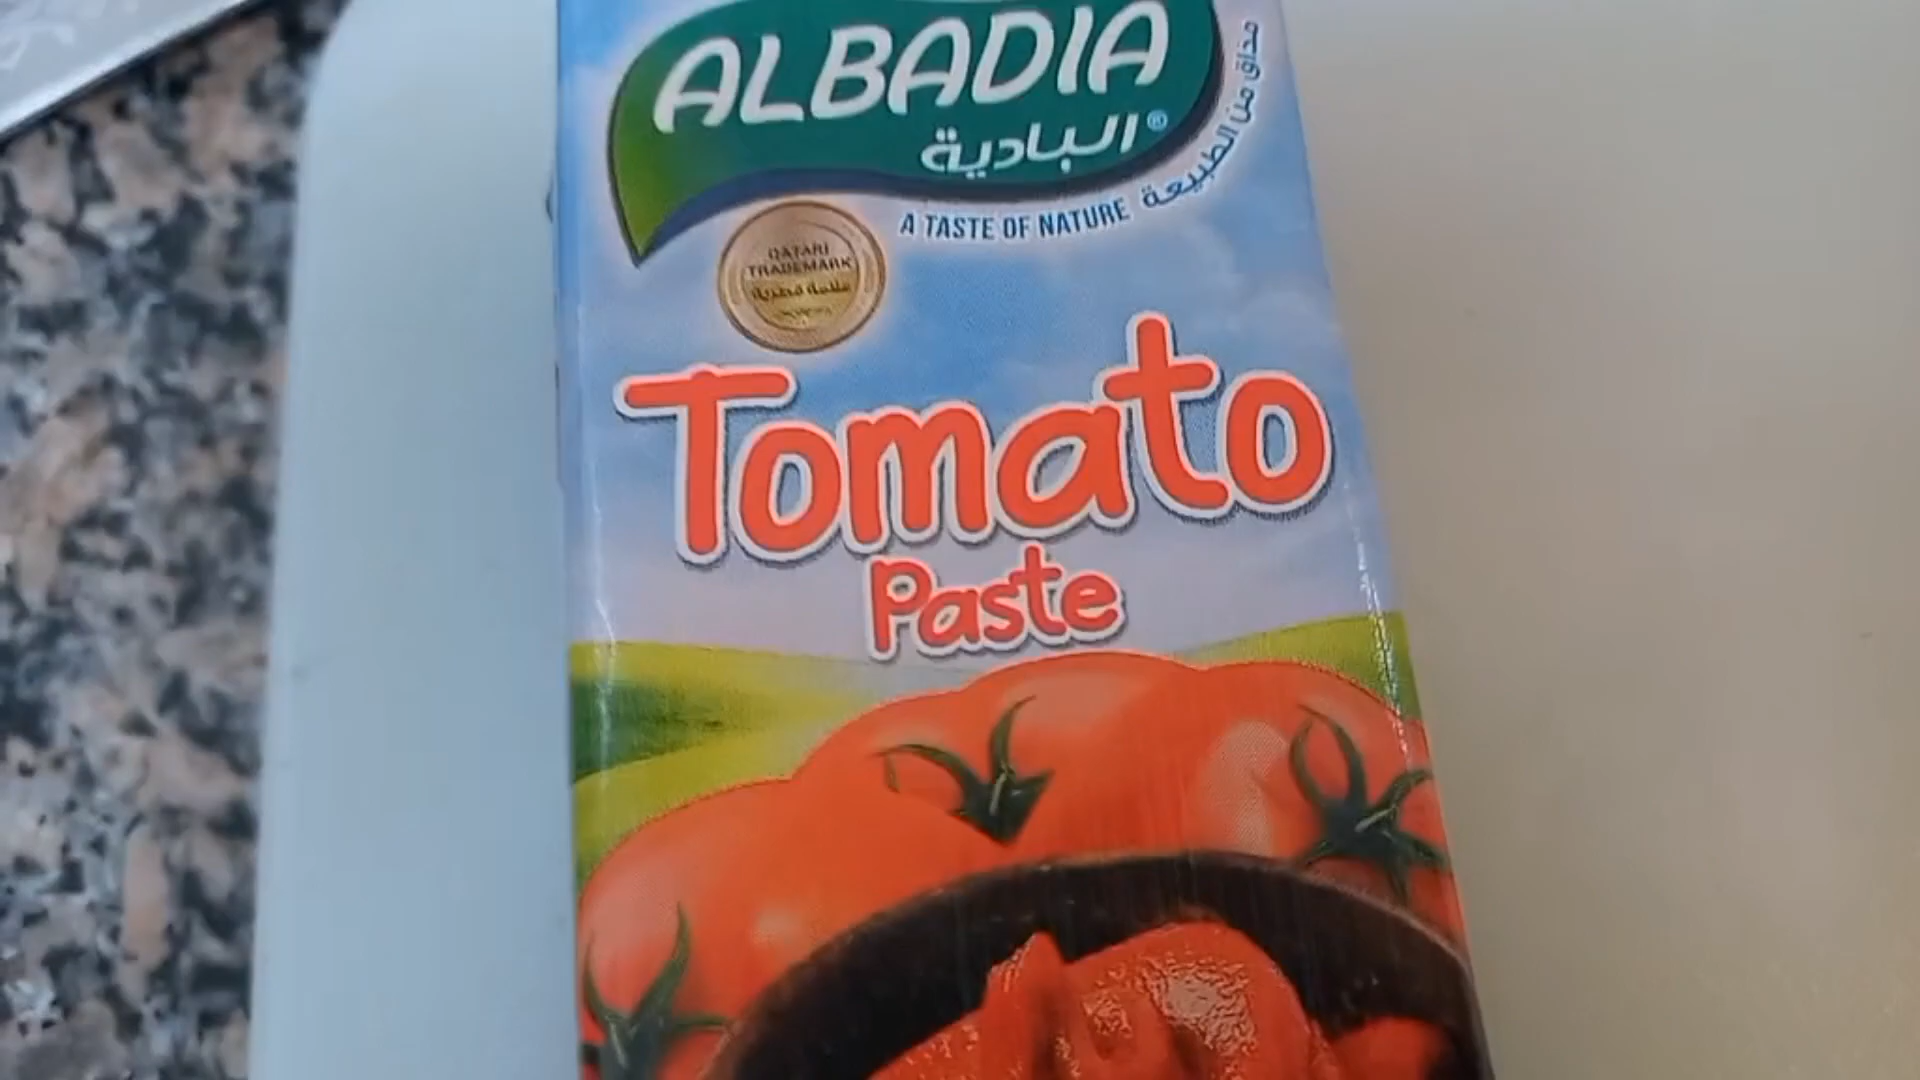 ALBADIA
البادية®
A TASTE OF NATURE
مذاق من الطبيعة
QATARI
TRADEMARK
علامة قطرية
Tomato
Paste